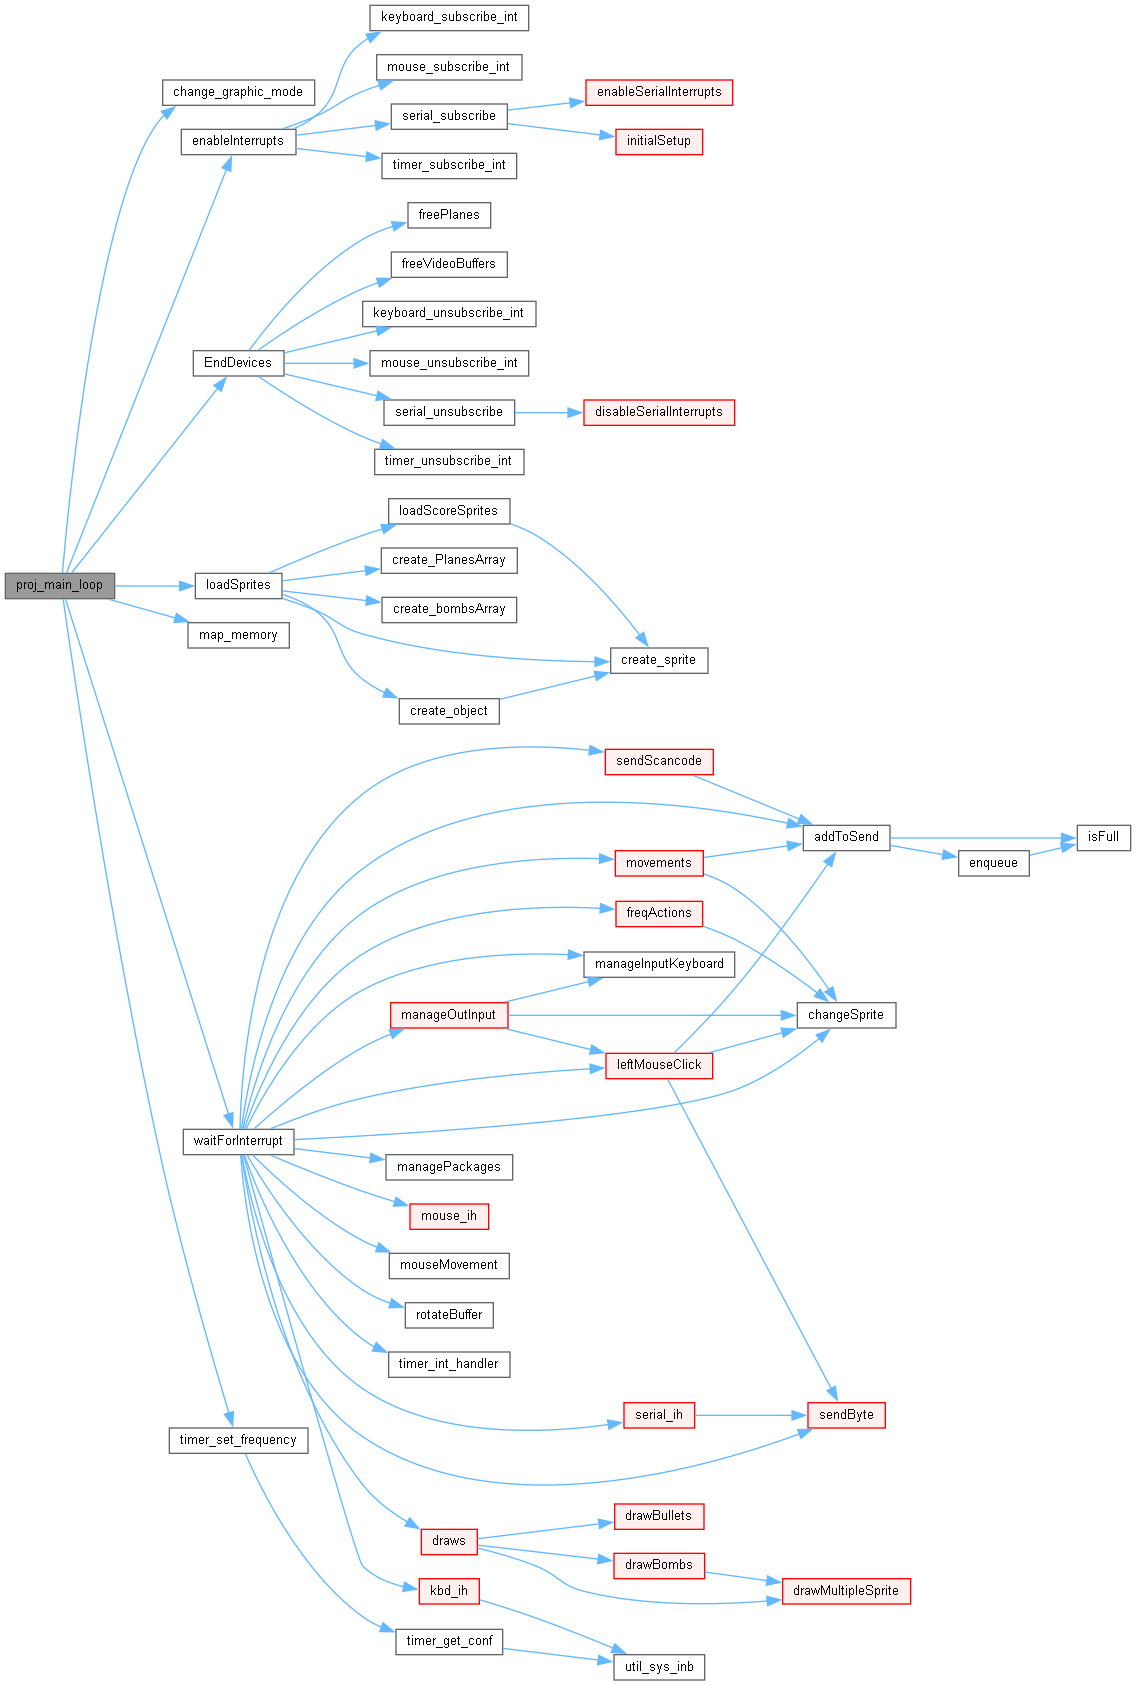 keyboard_subscribe_int
mouse_subscribe_int
change_graphic_mode
enableSerialInterrupts
serial_subscribe
enableInterrupts
initialSetup
timer_subscribe_int
freePlanes
freeVideoBuffers
keyboard_unsubscribe_int
EndDevices
mouse_unsubscribe_int
serial_unsubscribe
disableSerialInterrupts
timer_unsubscribe_int
loadScoreSprites
create_PlanesArray
proj_main_loop
loadSprites
create_bombsArray
map_memory
create_sprite
create_object
sendScancode
addToSend
isFull
movements
enqueue
freqActions
manageInputKeyboard
manageOutInput
changeSprite
leftMouseClick
waitForInterrupt
managePackages
mouse_ih
mouseMovement
rotateBuffer
timer_int_handler
serial_ih
sendByte
timer_set_frequency
drawBullets
draws
drawBombs
kbd_ih
drawMultipleSprite
timer_get_conf
util_sys_inb